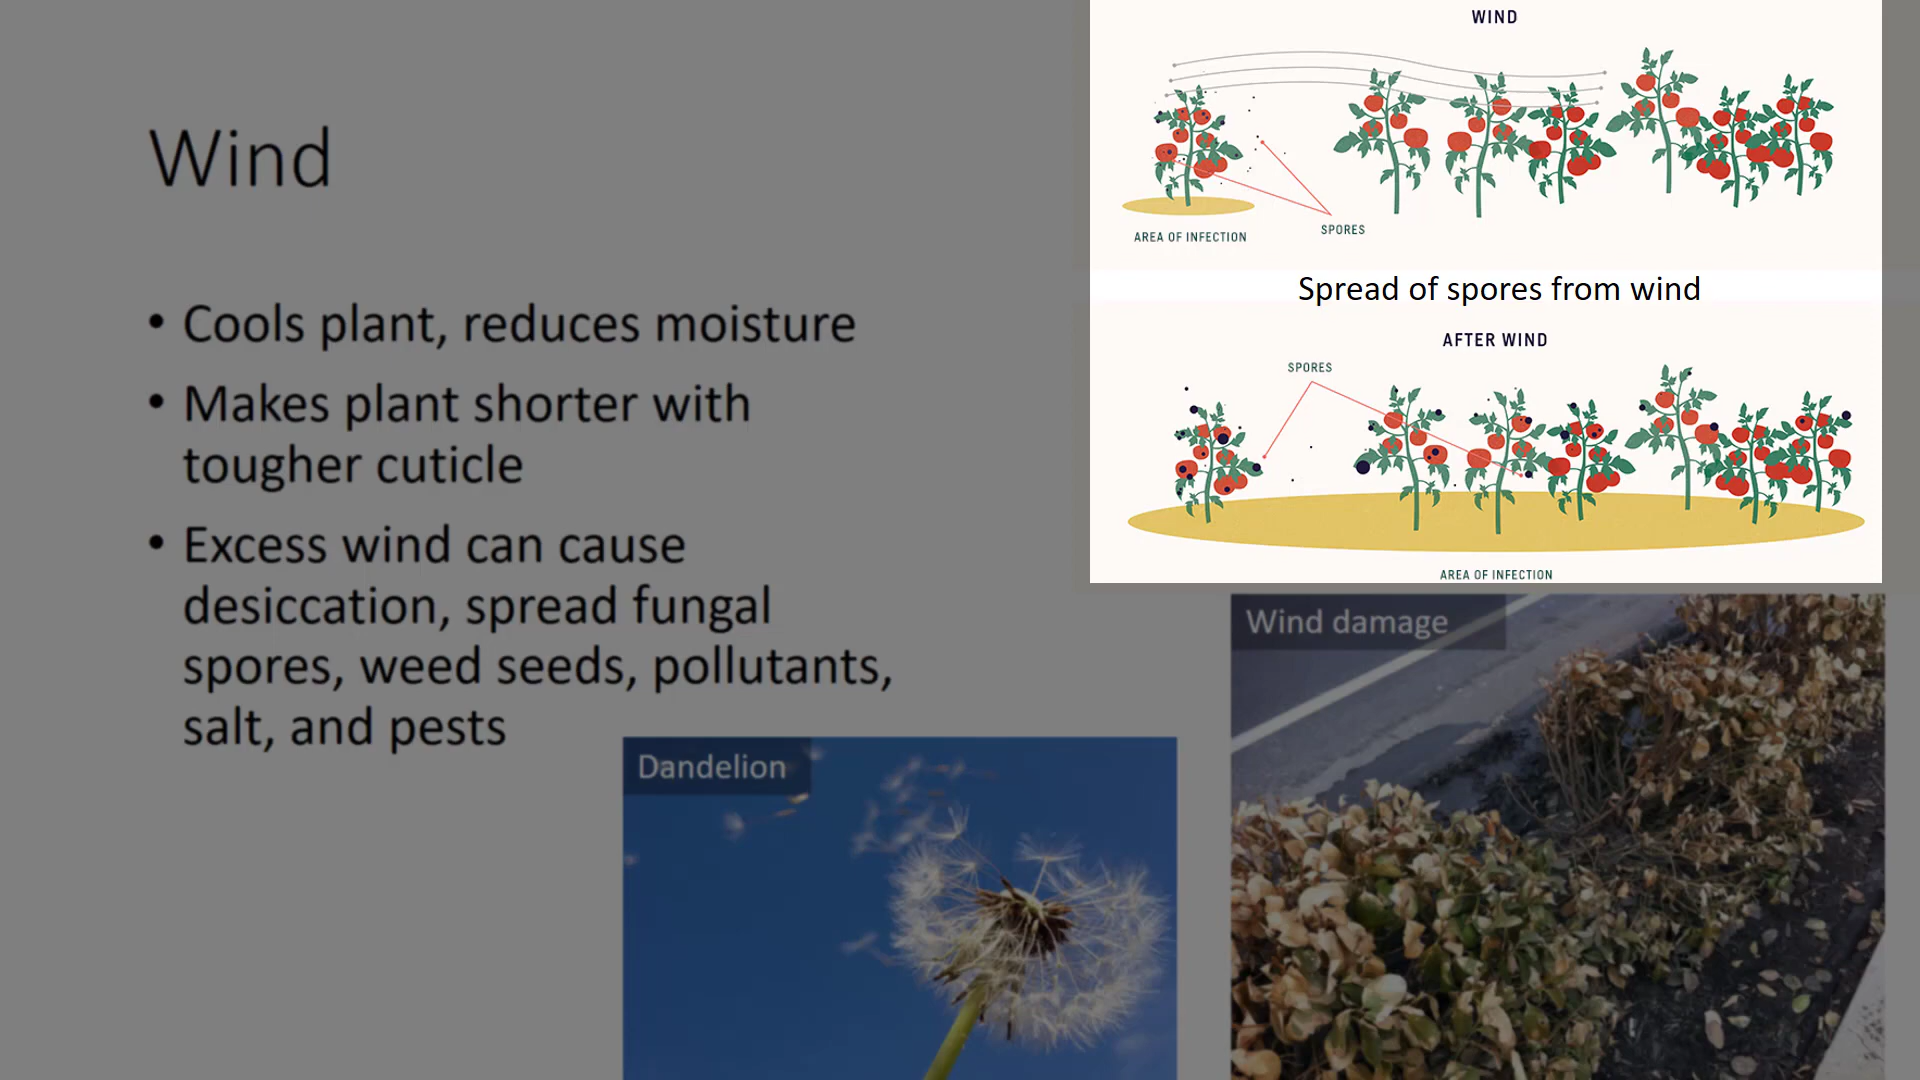 Wind
• Cools plant, reduces moisture
• Makes plant shorter with
tougher cuticle
• Excess wind can cause
desiccation, spread fungal
spores, weed seeds, pollutants,
salt, and pests
WIND
AREA OF INFECTION
SPORES
Spread of spores from wind
AFTER WIND
SPORES
AREA OF INFECTION
Dandelion
Wind damage